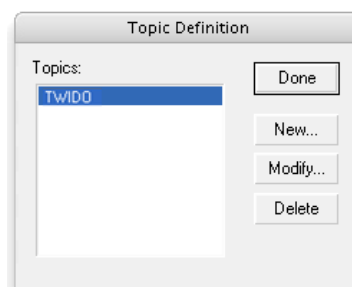 Topic Definition
Topics:
TWIDO
Done
New...
Modify...
Delete